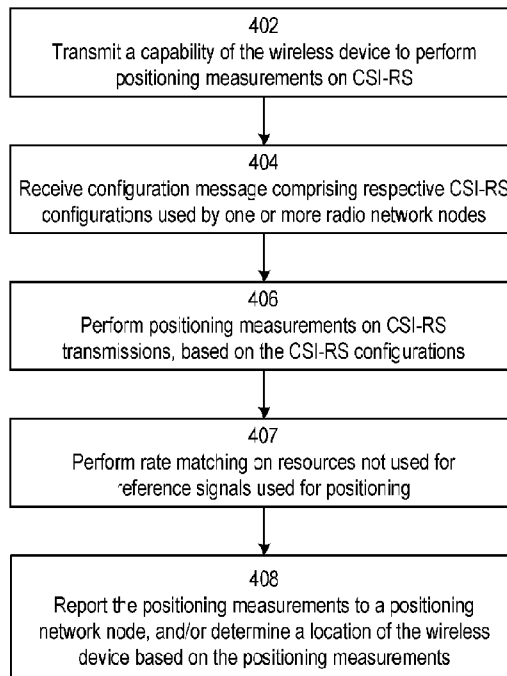 402
Transmit a capability of the wireless device to perform
positioning measurements on CSI-RS
404
Receive configuration message comprising respective CSI-RS
configurations used by one or more radio network nodes
406
Perform positioning measurements on CSI-RS
transmissions, based on the CSI-RS configurations
407
Perform rate matching on resources not used for
reference signals used for positioning
408
Report the positioning measurements to a positioning
network node, and/or determine a location of the wireless
device based on the positioning measurements